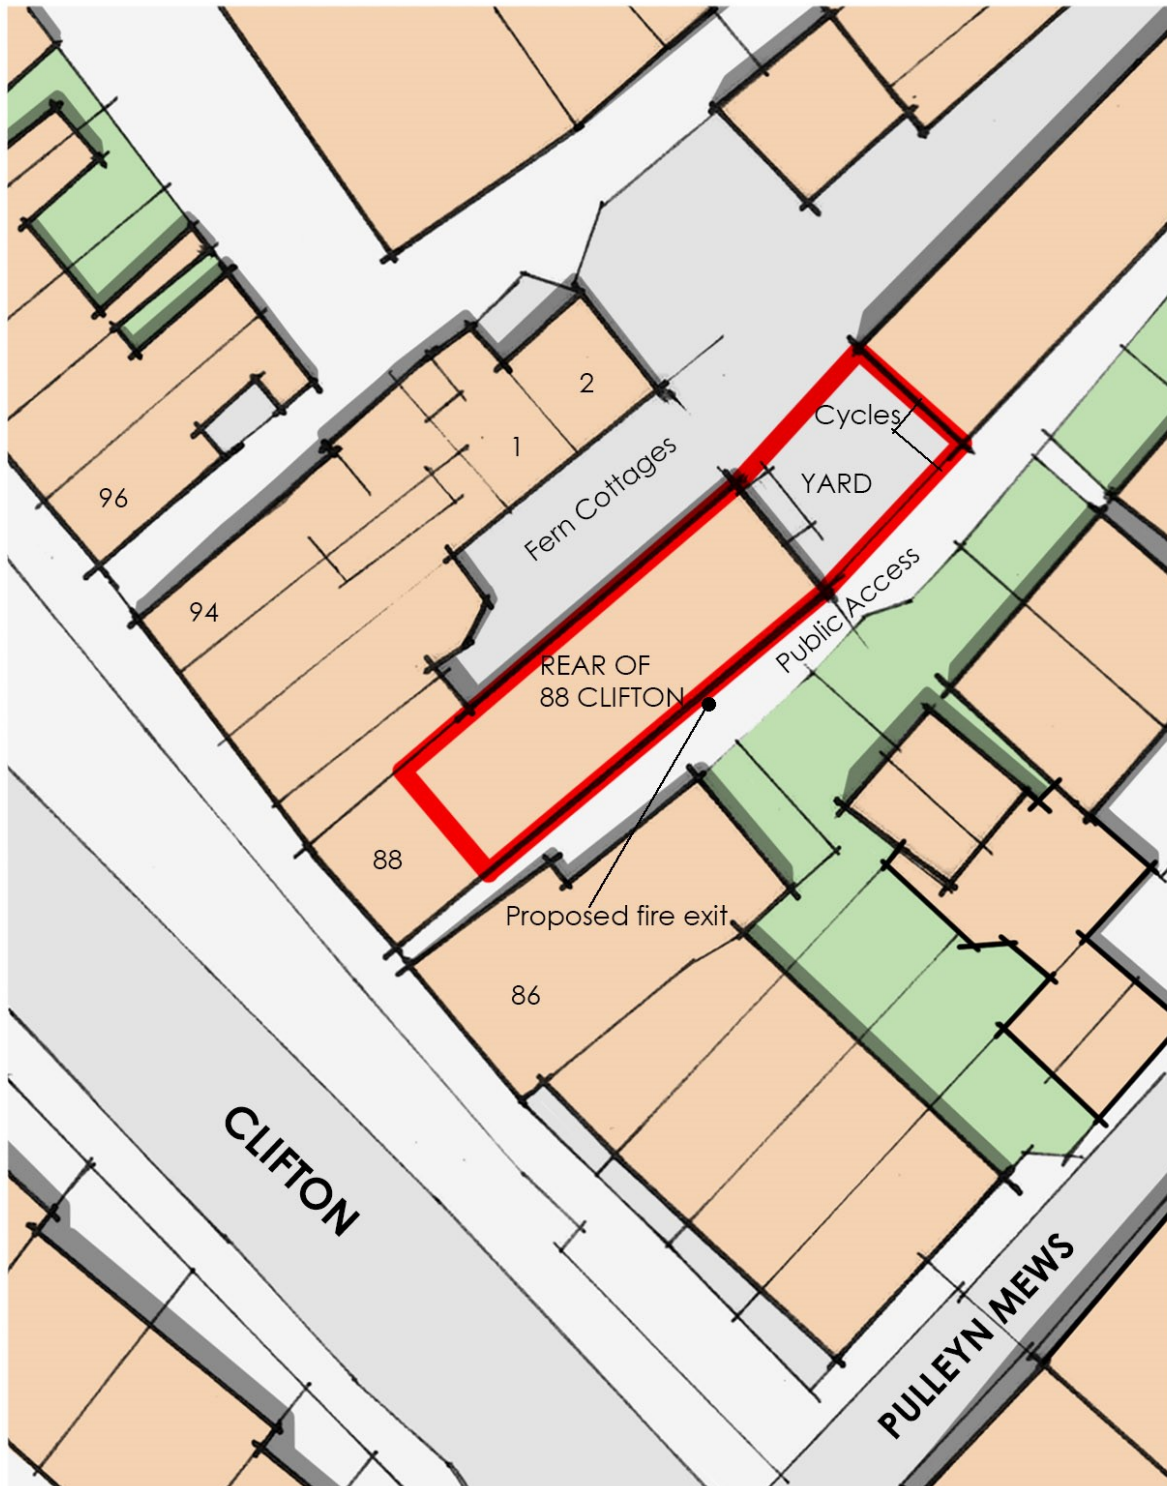 2
Cycles
1
YARD
96
Fern Cottages
94
Public Access
REAR OF
88 CLIFTON
88
Proposed fire exit
86
CLIFTON
PULLEYN MEWS